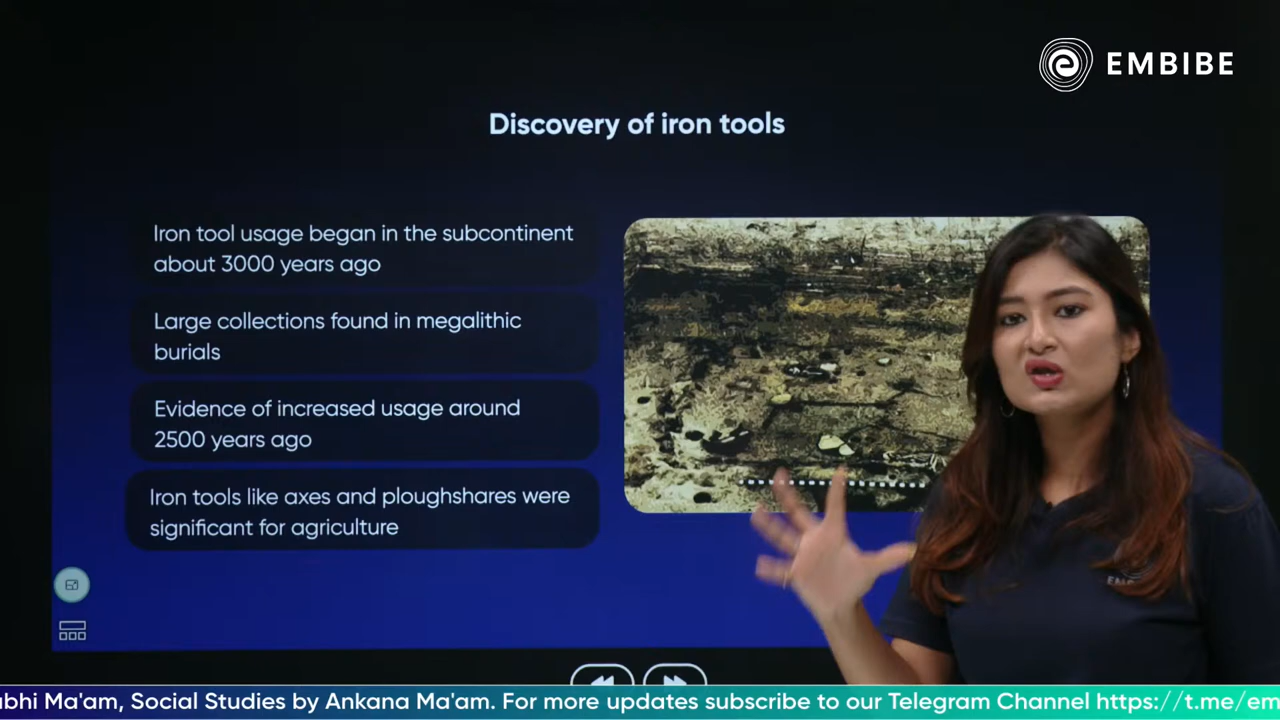 EMBIBE
Discovery of iron tools
Iron tool usage began in the subcontinent
about 3000 years ago
Large collections found in megalithic
burials
Evidence of increased usage around
2500 years ago
Iron tools like axes and ploughshares were
significant for agriculture
Ma'am, Social Studies by Ankana Ma'am. For more updates subscribe to our Telegram Channel https://t.me/em